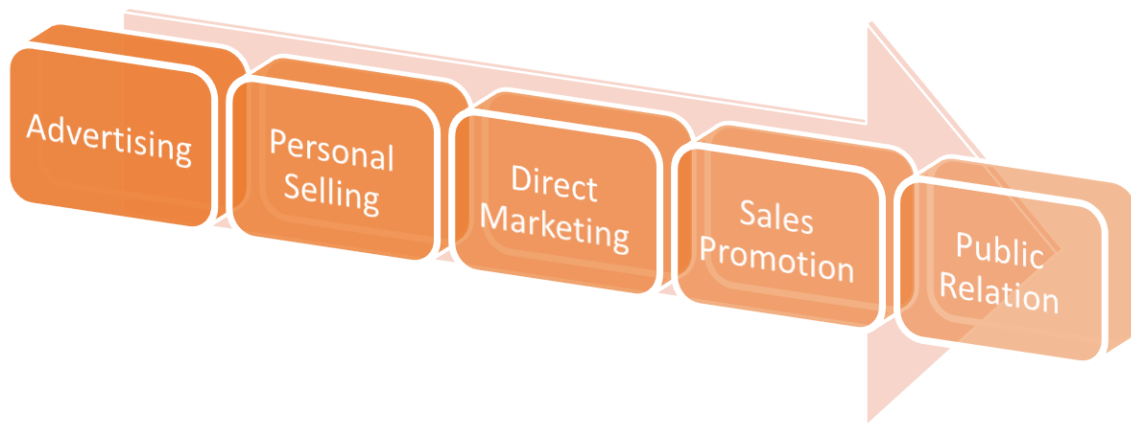 Advertising
Personal
Selling
Direct
Marketing
Sales
Promotion
Public
Relation